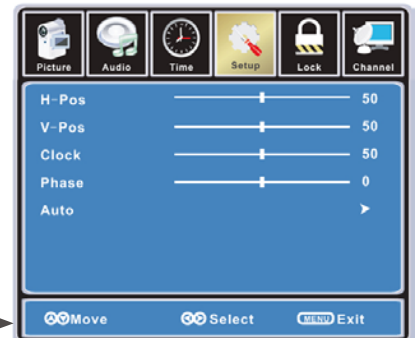 Picture Audio Time Setup Lock Channel
H-Pos 50
V-Pos 50
Clock 50
Phase 0
Auto
Move Select MENU Exit